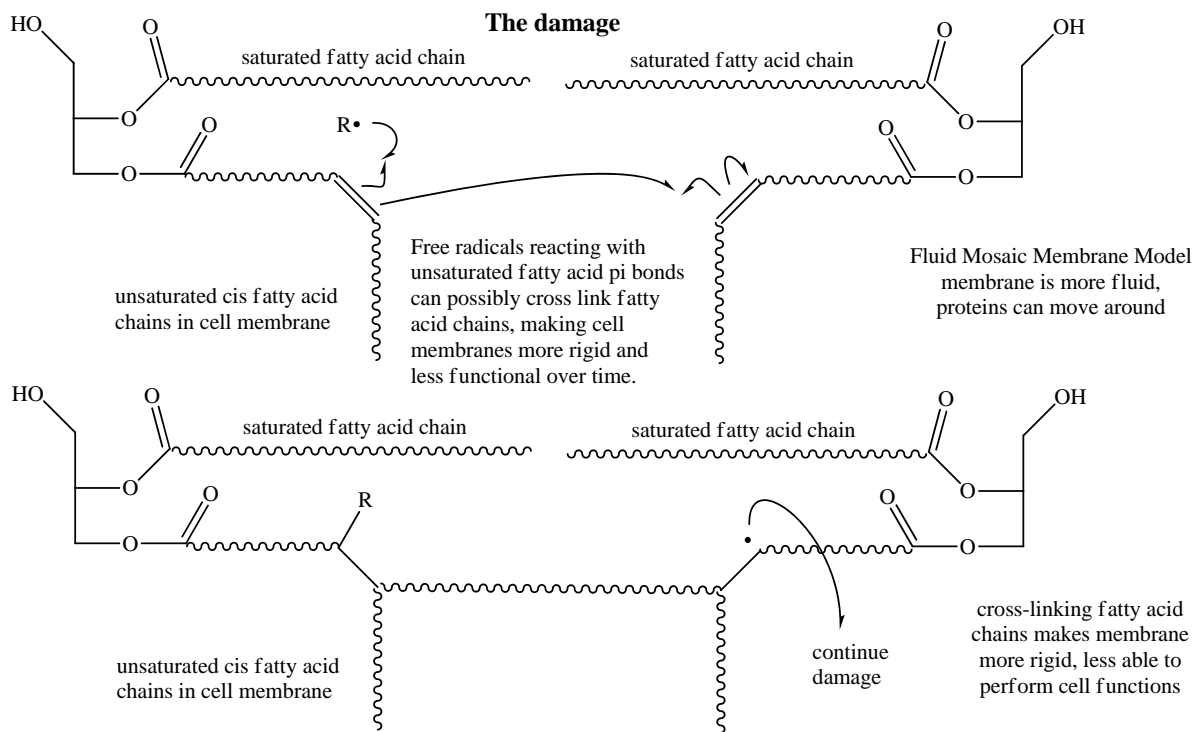 The damage
HO
O
saturated fatty acid chain
saturated fatty acid chain
O
OH
O
O
R•
O
O
O
O
unsaturated cis fatty acid
chains in cell membrane
Free radicals reacting with
unsaturated fatty acid pi bonds
can possibly cross link fatty
acid chains, making cell
membranes more rigid and
less functional over time.
Fluid Mosaic Membrane Model
membrane is more fluid,
proteins can move around
HO
O
saturated fatty acid chain
saturated fatty acid chain
O
OH
O
O
R
O
O
O
O
unsaturated cis fatty acid
chains in cell membrane
continue
damage
cross-linking fatty acid
chains makes membrane
more rigid, less able to
perform cell functions